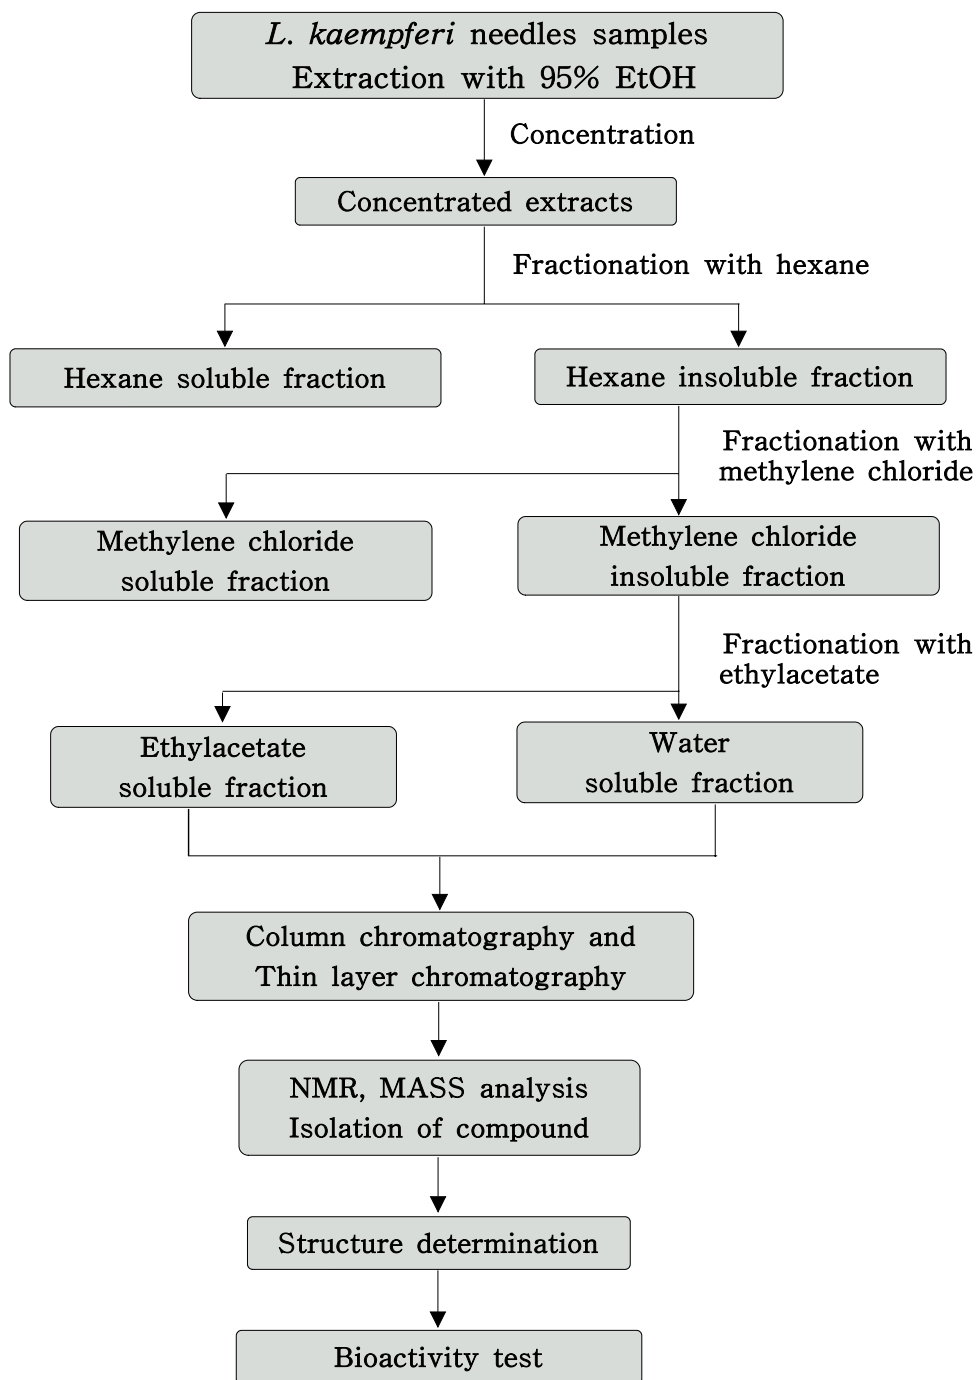 L. kaempferi needles samples
Extraction with 95% EtOH
Concentration
Concentrated extracts
Fractionation with hexane
Hexane soluble fraction
Hexane insoluble fraction
Fractionation with
methylene chloride
Methylene chloride
soluble fraction
Methylene chloride
insoluble fraction
Fractionation with
ethylacetate
Ethylacetate
soluble fraction
Water
soluble fraction
Column chromatography and
Thin layer chromatography
NMR, MASS analysis
Isolation of compound
Structure determination
Bioactivity test